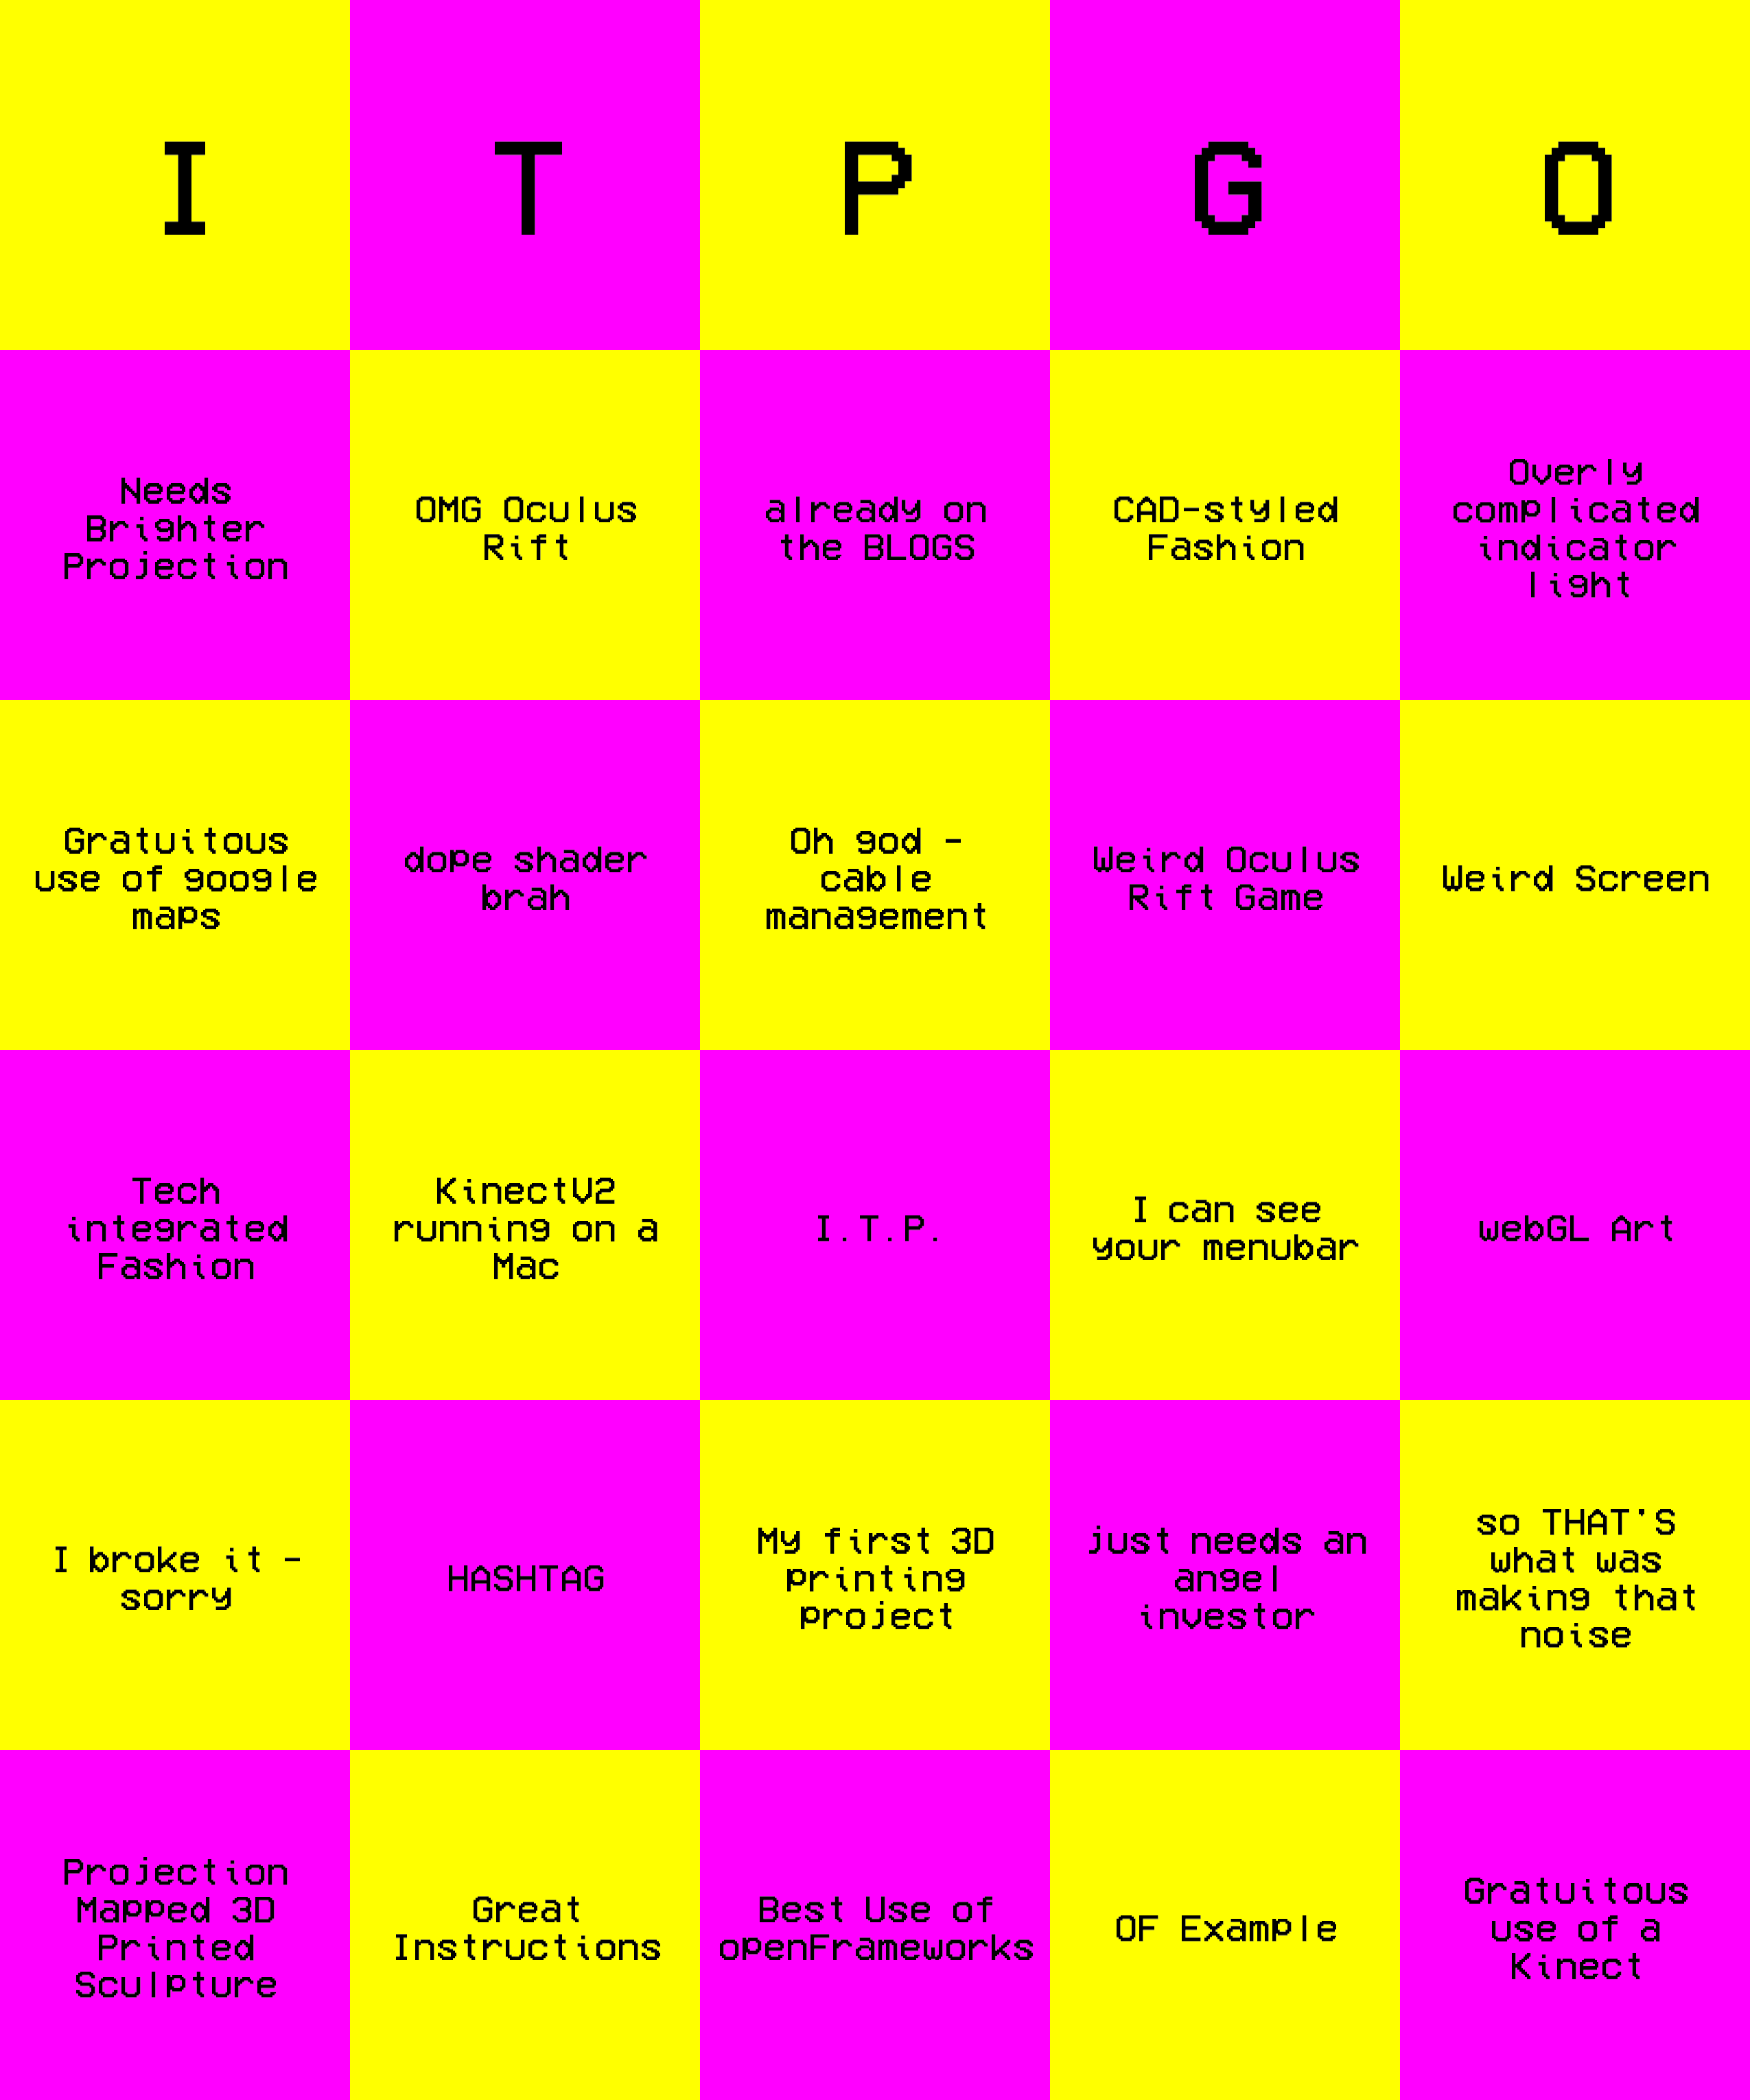 I
T
P
G
O
Needs
Brighter
Projection
OMG Oculus
Rift
already on
the BLOGS
CAD-styled
Fashion
Overly
complicated
indicator
light
Gratuitous
use of google
maps
dope shader
brah
Oh god -
cable
management
Weird Oculus
Rift Game
Weird Screen
Tech
integrated
Fashion
KinectV2
running on a
Mac
I.T.P.
I can see
your menubar
webGL Art
I broke it -
sorry
HASHTAG
My first 3D
printing
project
just needs an
angel
investor
so THAT'S
what was
making that
noise
Projection
Mapped 3D
Printed
Sculpture
Great
Instructions
Best Use of
openFrameworks
OF Example
Gratuitous
use of a
Kinect